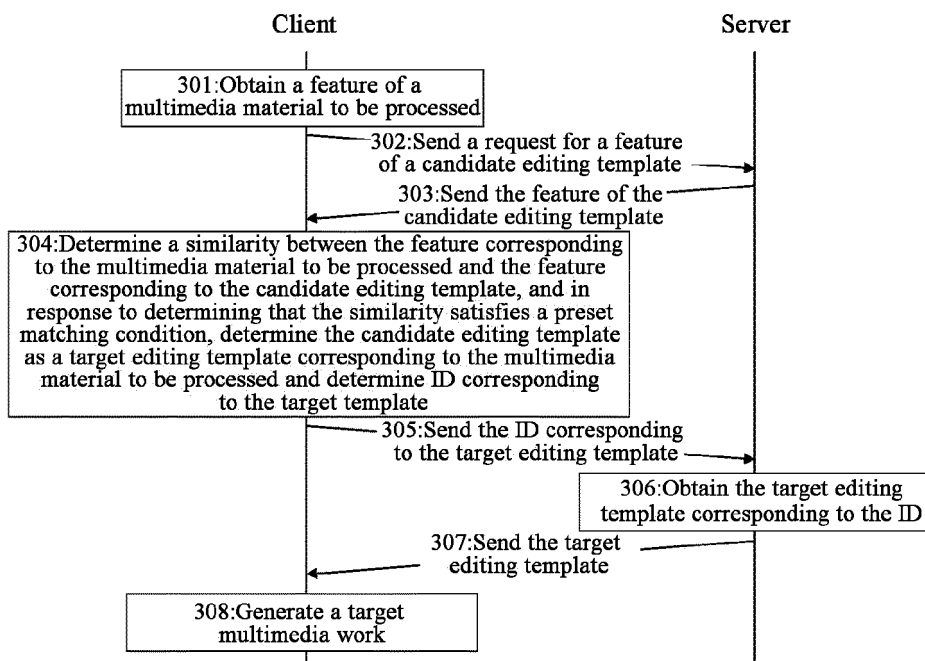 Client
Server
301:Obtain a feature of a
multimedia material to be processed
302:Send a request for a feature
of a candidate editing template
303:Send the feature of the
candidate editing template
304:Determine a similarity between the feature corresponding
to the multimedia material to be processed and the feature
corresponding to the candidate editing template, and in
response to determining that the similarity satisfies a preset
matching condition, determine the candidate editing template
as a target editing template corresponding to the multimedia
material to be processed and determine ID corresponding
to the target template
305:Send the ID corresponding
to the target editing template
306:Obtain the target editing
template corresponding to the ID
307:Send the target
editing template
308:Generate a target
multimedia work